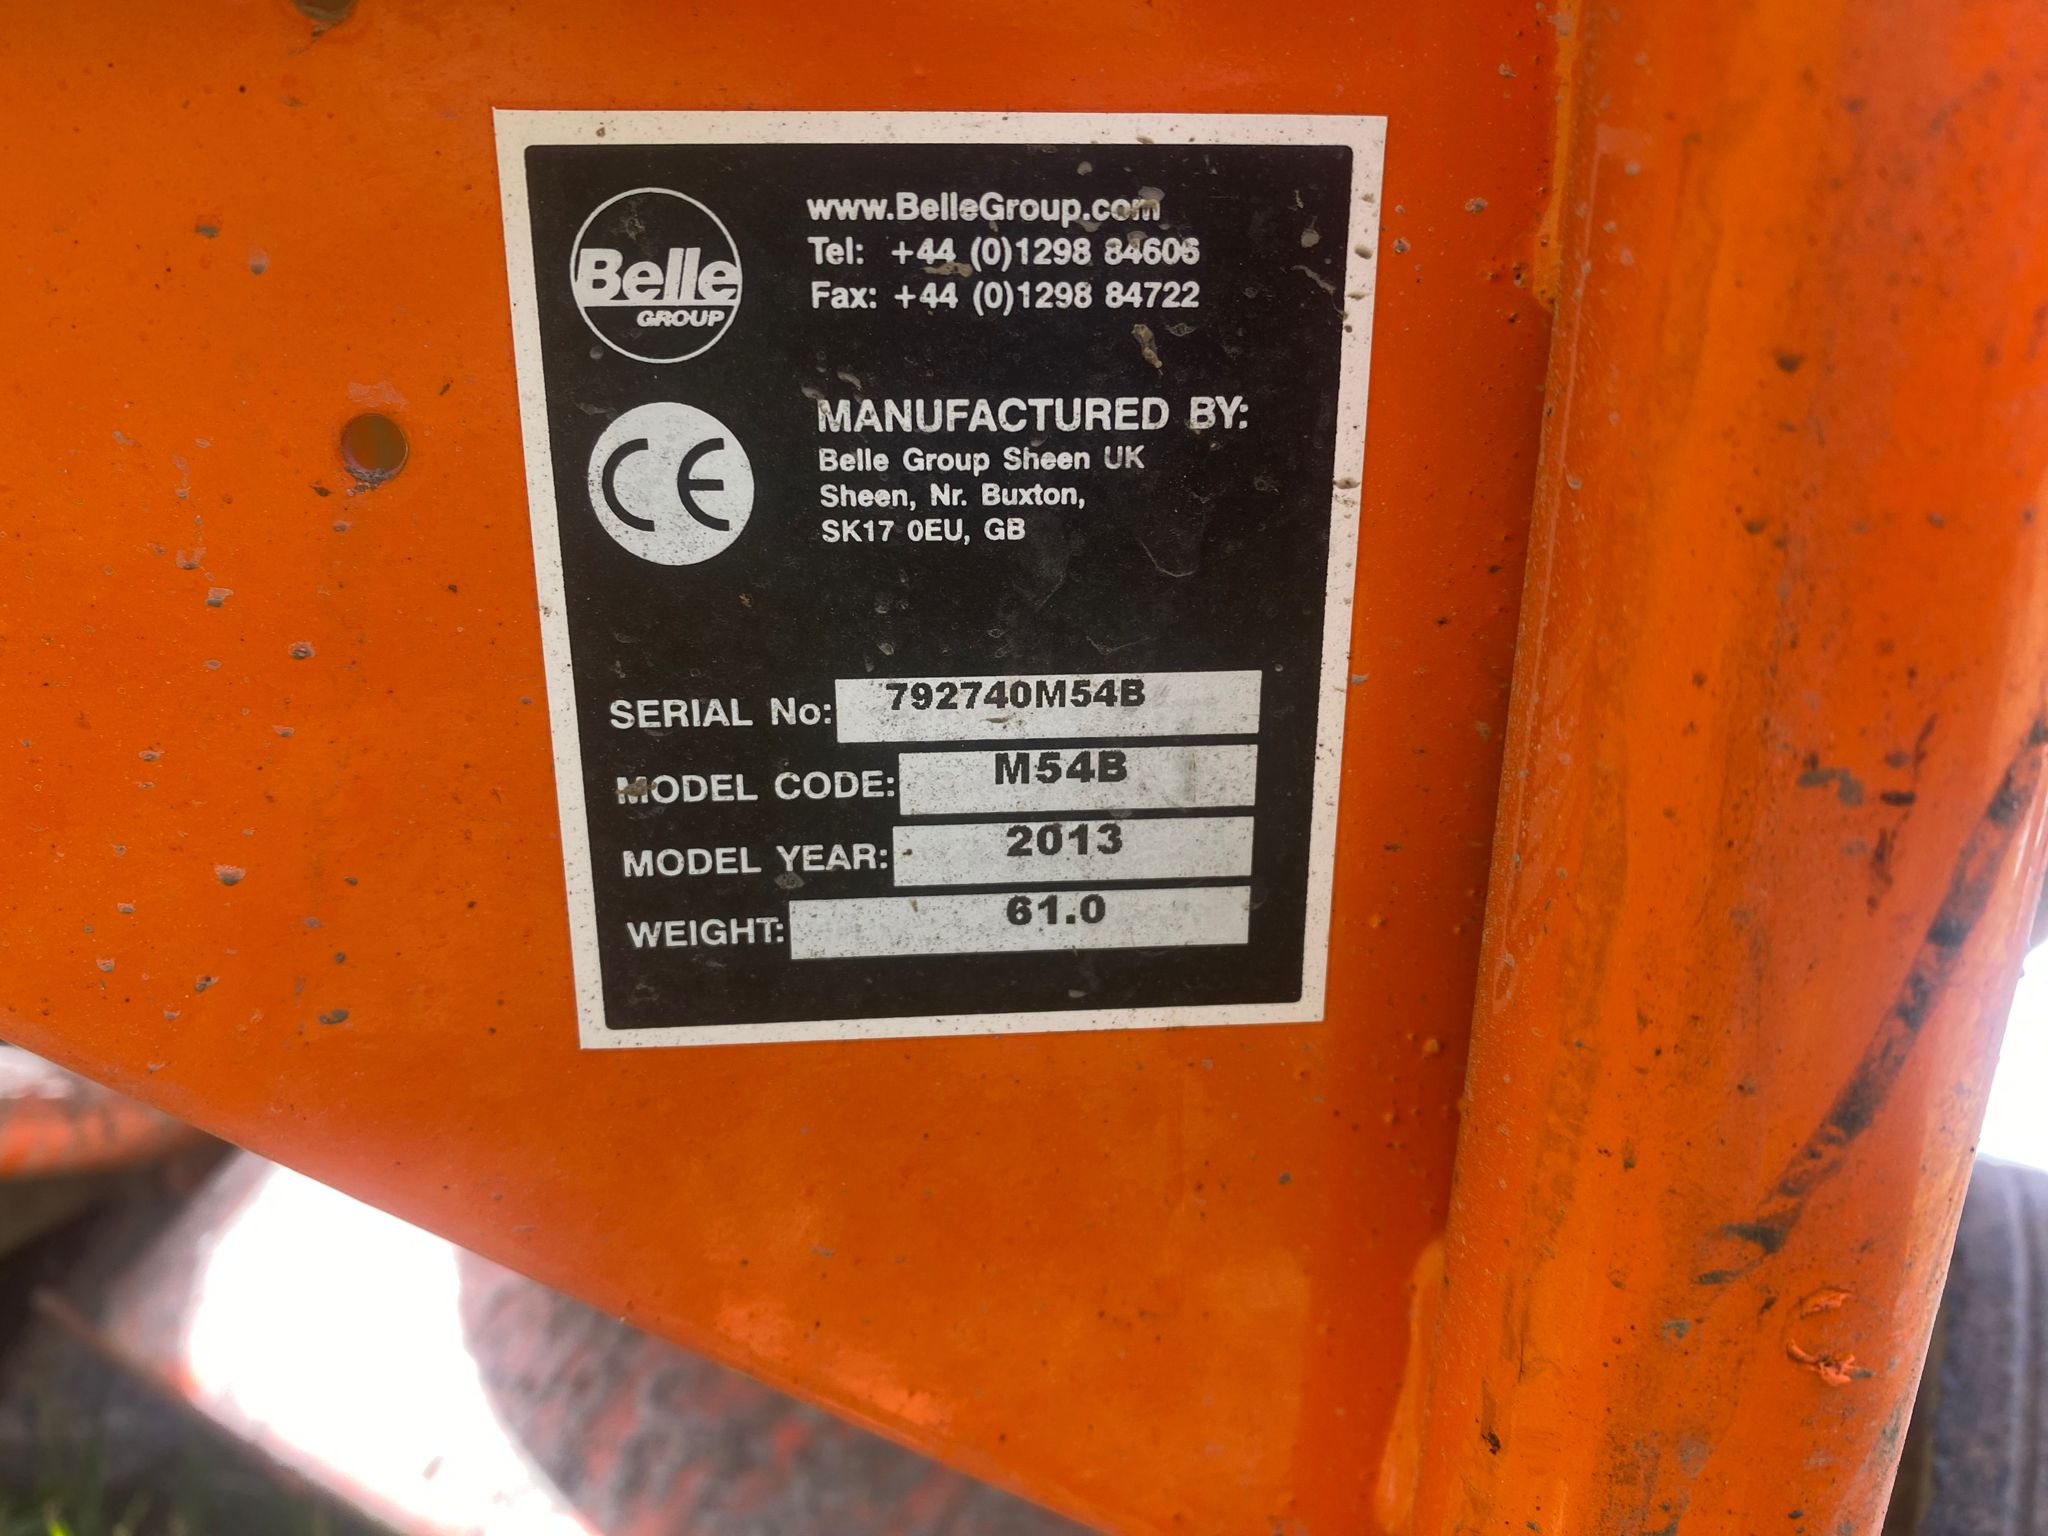 Belle
GROUP
www.BelleGroup.com
Tel: +44 (0)1298 84606
Fax: +44 (0)1298 84722
CE
MANUFACTURED BY:
Belle Group Sheen UK
Sheen, Nr. Buxton,
SK17 0EU, GB
SERIAL No: 792740M54B
MODEL CODE: M54B
MODEL YEAR: 2013
WEIGHT: 61.0